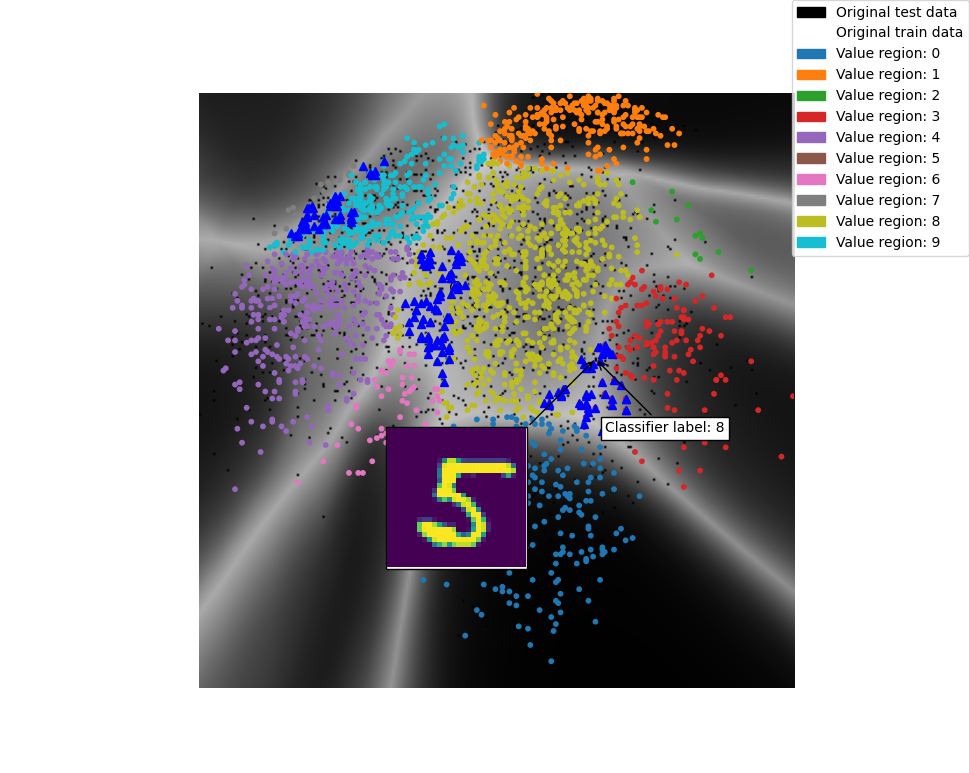 Original test data
Original train data
Value region: 0
Value region: 1
Value region: 2
Value region: 3
Value region: 4
Value region: 5
Value region: 6
Value region: 7
Value region: 8
Value region: 9
Classifier label: 8
5